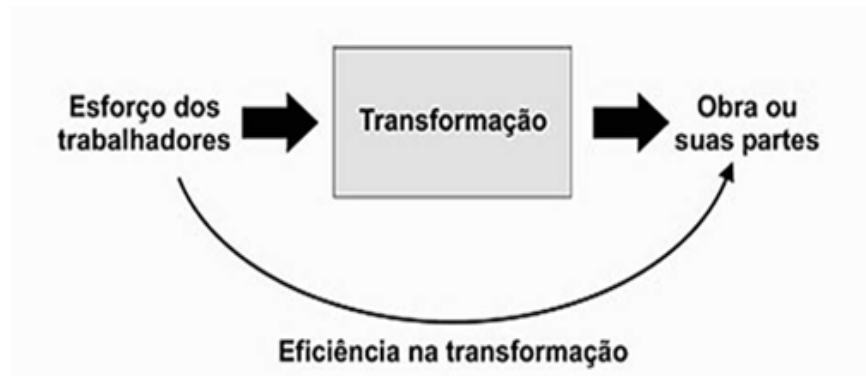 Esforço dos
trabalhadores
Transformação
Obra ou
suas partes
Eficiência na transformação